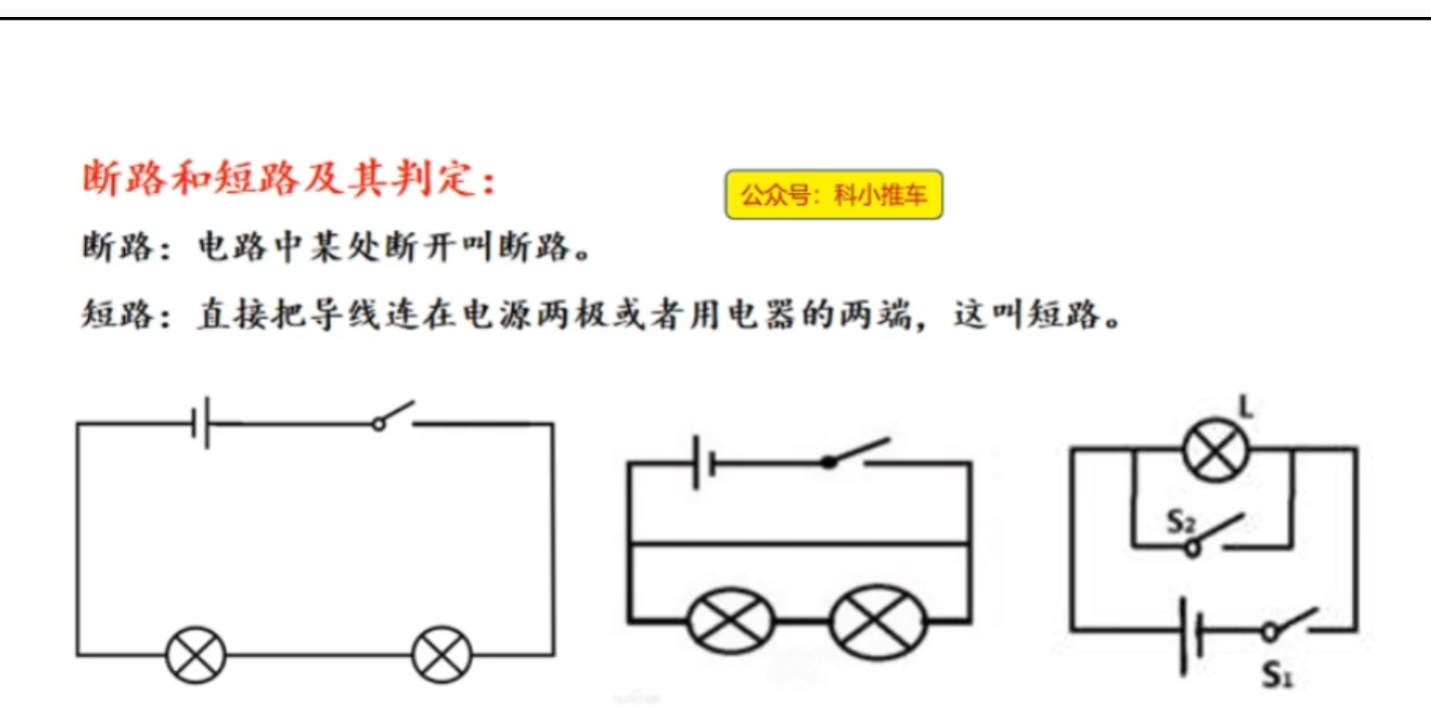 断路和短路及其判定：
公众号：科小推车
断路：电路中某处断开叫断路。
短路：直接把导线连在电源两极或者用电器的两端，这叫短路。
L
S2
S1